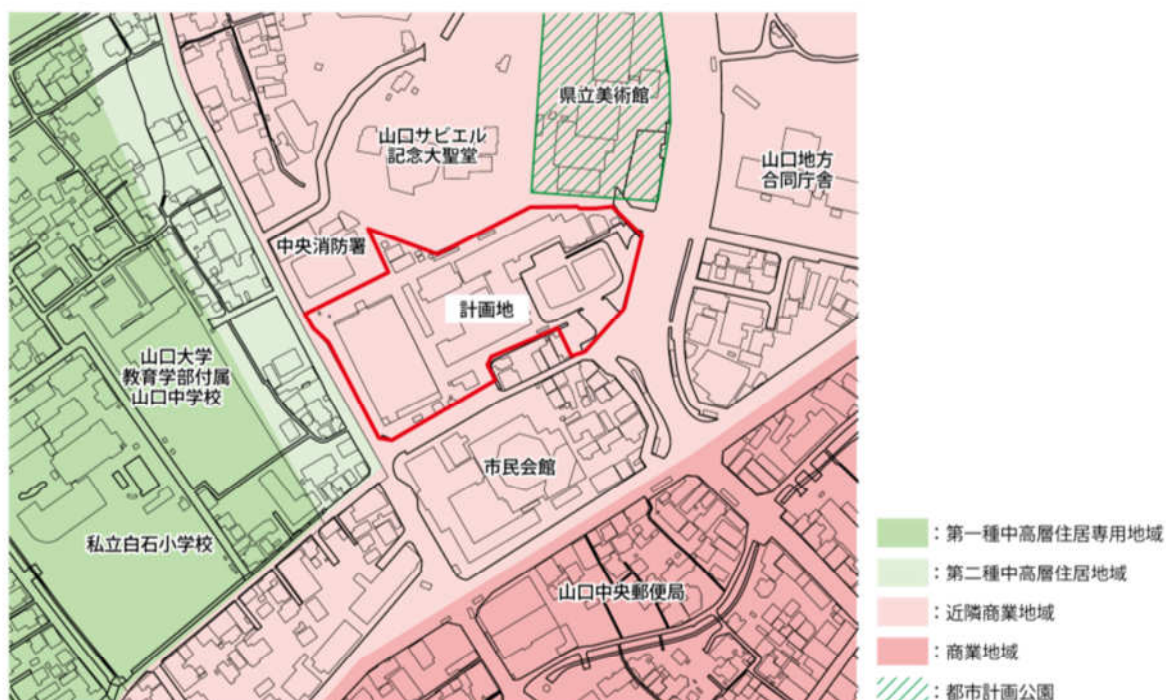 県立美術館
山口サビエル
記念大聖堂
山口地方
合同庁舎
中央消防署
計画地
山口大学
教育学部付属
山口中学校
市民会館
私立白石小学校
山口中央郵便局
：第一種中高層住居専用地域
：第二種中高層住居地域
：近隣商業地域
：商業地域
：都市計画公園